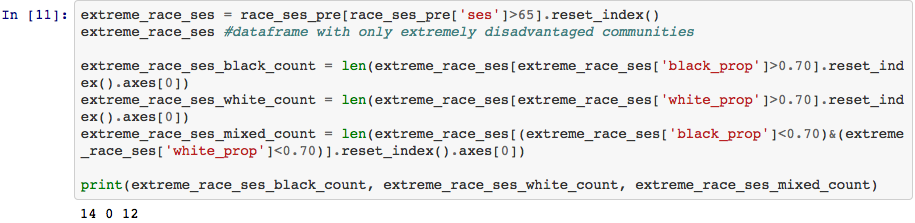 In [11]: extreme_race_ses = race_ses_pre[race_ses_pre['ses']>65].reset_index()
extreme_race_ses #dataframe with only extremely disadvantaged communities
extreme_race_ses_black_count = len(extreme_race_ses[extreme_race_ses['black_prop']>0.70].reset_ind
ex().axes[0])
extreme_race_ses_white_count = len(extreme_race_ses[extreme_race_ses['white_prop']>0.70].reset_ind
ex().axes[0])
extreme_race_ses_mixed_count = len(extreme_race_ses[(extreme_race_ses['black_prop']<0.70)&(extreme
_race_ses['white_prop']<0.70)].reset_index().axes[0])
print(extreme_race_ses_black_count, extreme_race_ses_white_count, extreme_race_ses_mixed_count)
14 0 12